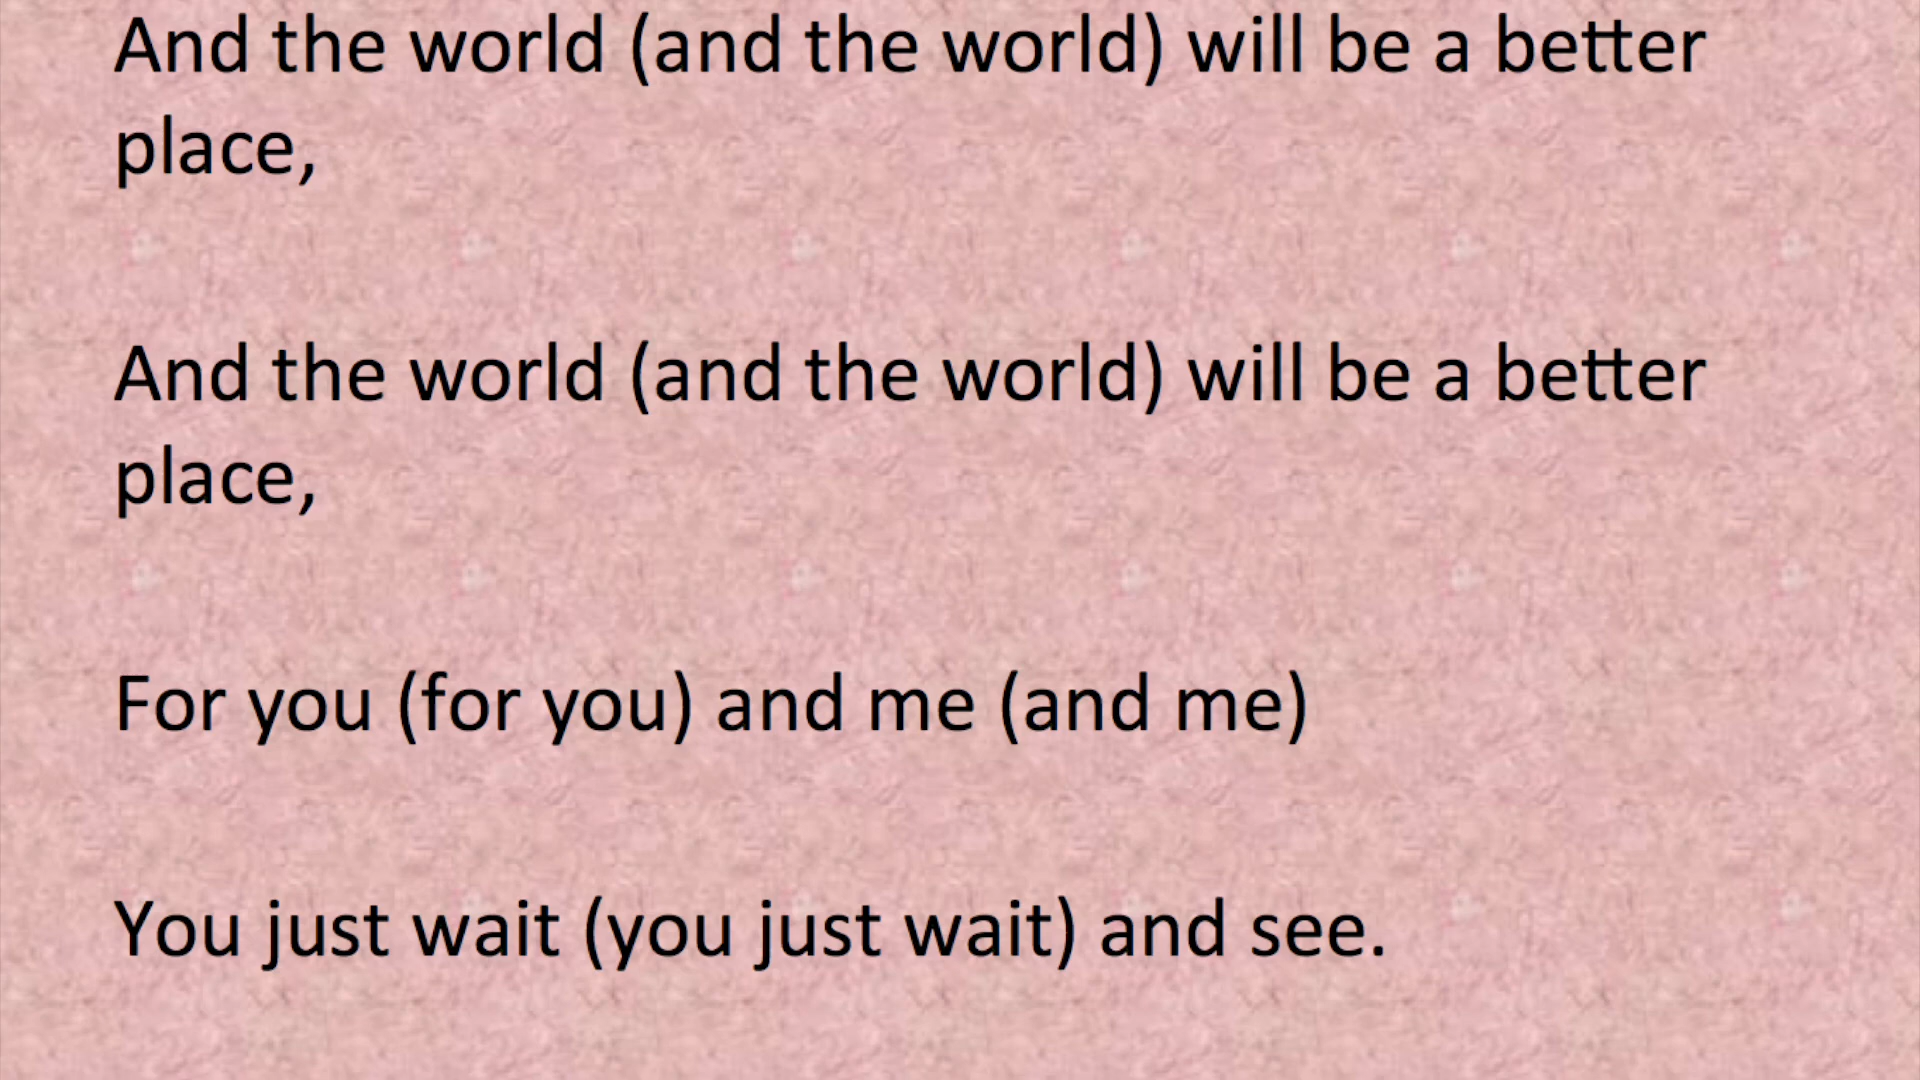 And the world (and the world) will be a better
place,
And the world (and the world) will be a better
place,
For you (for you) and me (and me)
You just wait (you just wait) and see.